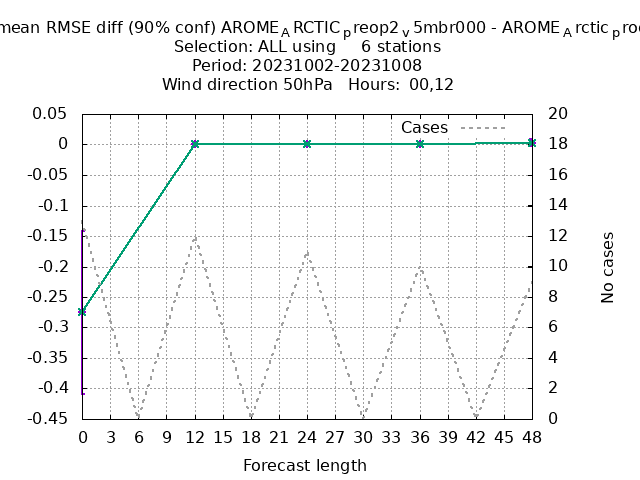 mean RMSE diff (90% conf) AROME_ARCTIC_preop2_v5mbr000 - AROME_Arctic_pro
Selection: ALL using 6 stations
Period: 20231002-20231008
Wind direction 50hPa Hours: 00,12
0.05
0
-0.05
-0.1
-0.15
-0.2
-0.25
-0.3
-0.35
-0.4
-0.45
Cases
20
18
16
14
12
10
8
6
4
2
0
No cases
0 3 6 9 12 15 18 21 24 27 30 33 36 39 42 45 48
Forecast length